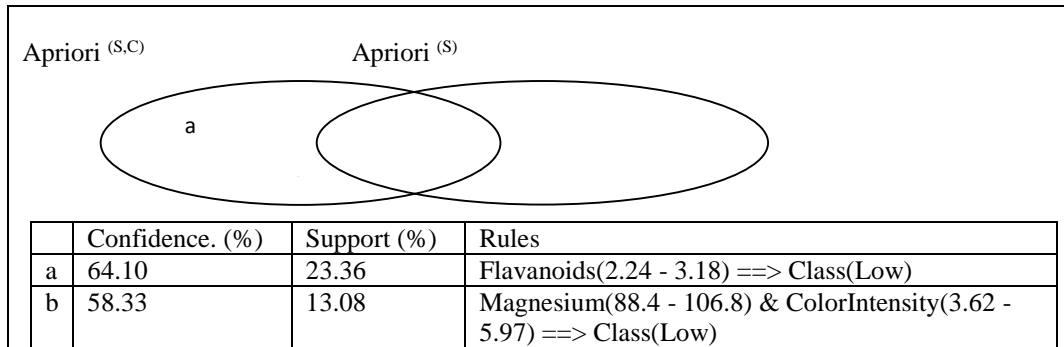 Apriori (S,C) Apriori (S)
a
Confidence. (%) Support (%) Rules
a 64.10 23.36 Flavanoids(2.24 - 3.18) ==> Class(Low)
b 58.33 13.08 Magnesium(88.4 - 106.8) & ColorIntensity(3.62 -
5.97) ==> Class(Low)